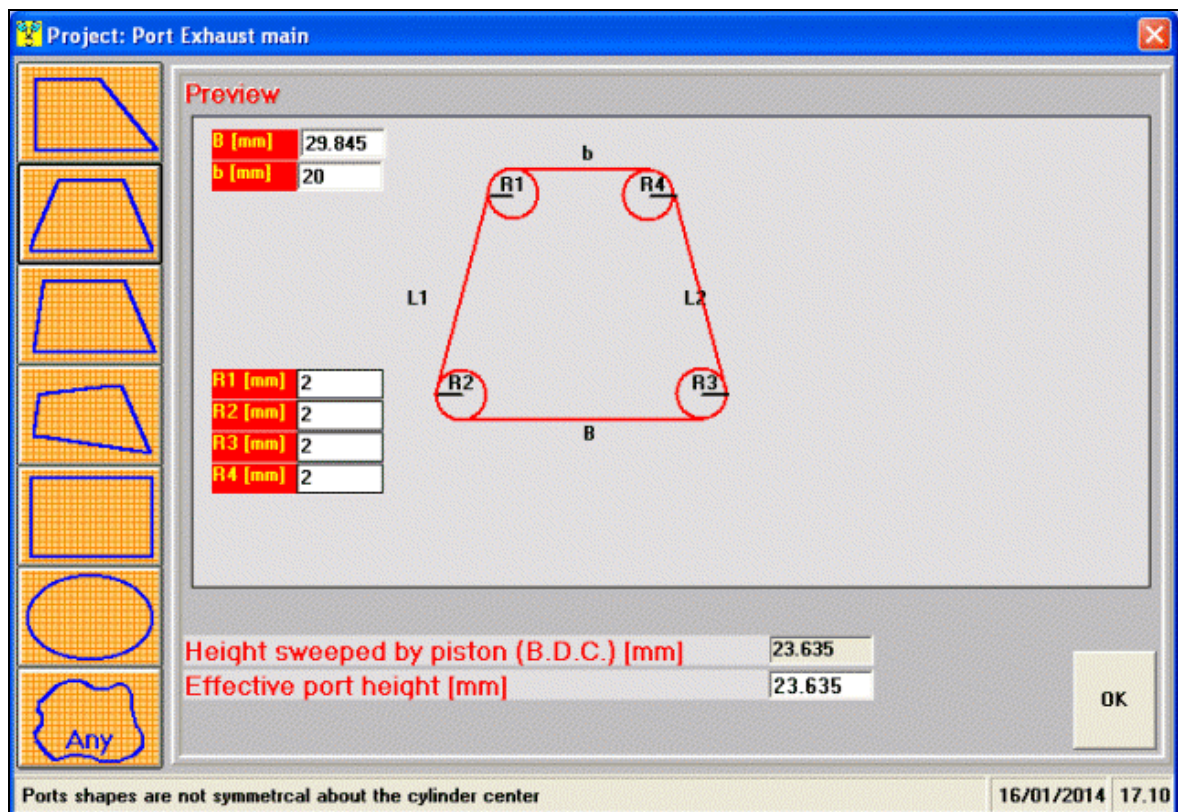 Project: Port Exhaust main
Preview
B [mm] 29.845
b [mm] 20
b
R1 R4
L1 L2
R2 R3
B
R1 [mm] 2
R2 [mm] 2
R3 [mm] 2
R4 [mm] 2
Any
Height sweeped by piston (B.D.C.) [mm] 23.635
Effective port height [mm] 23.635
OK
Ports shapes are not symmetrcal about the cylinder center 16/01/2014 17.10